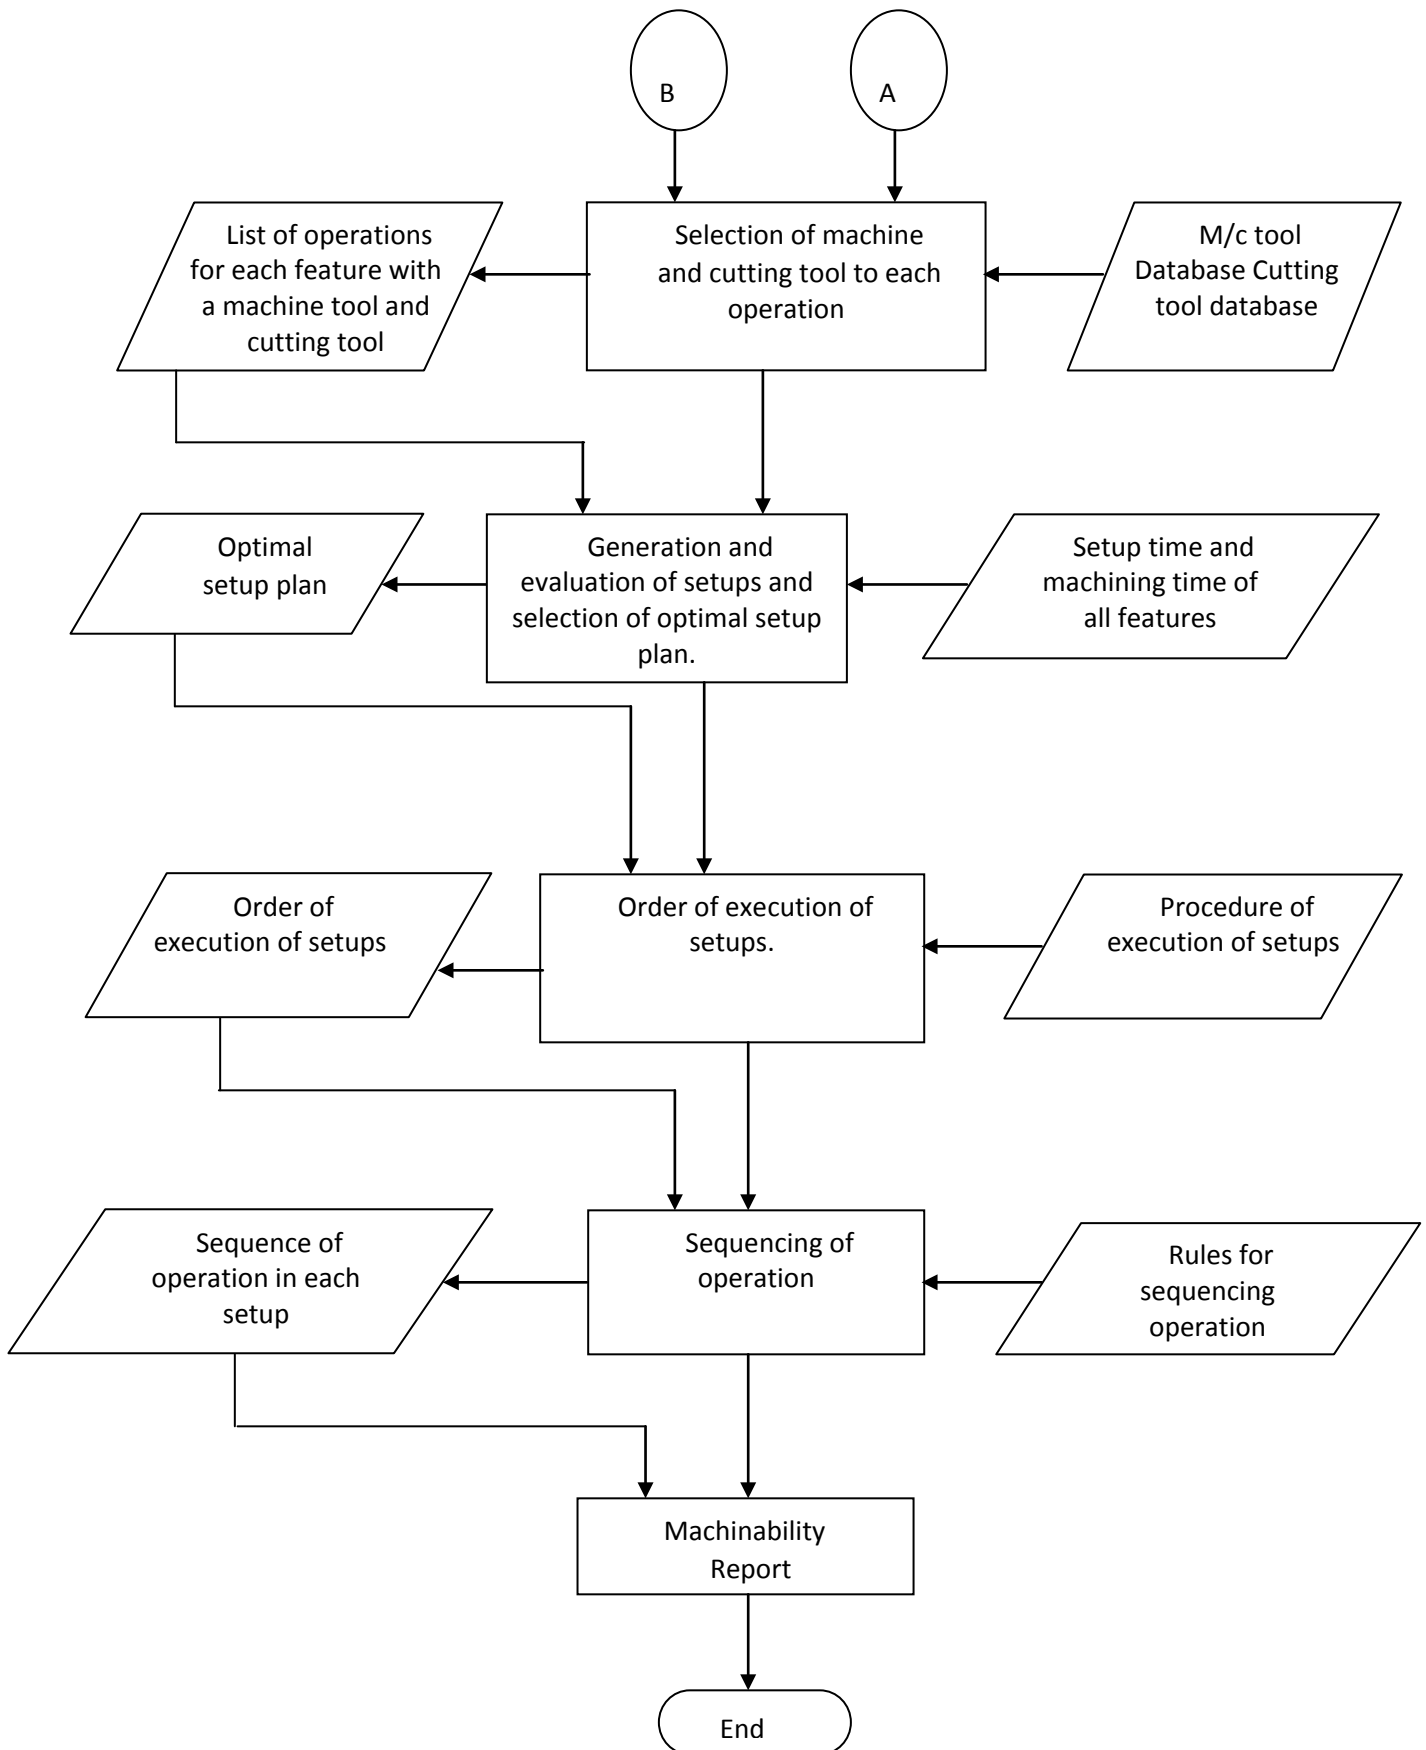 B
A
List of operations
for each feature with
a machine tool and
cutting tool
Selection of machine
and cutting tool to each
operation
M/c tool
Database Cutting
tool database
Optimal
setup plan
Generation and
evaluation of setups and
selection of optimal setup
plan.
Setup time and
machining time of
all features
Order of
execution of setups
Order of execution of
setups.
Procedure of
execution of setups
Sequence of
operation in each
setup
Sequencing of
operation
Rules for
sequencing
operation
Machinability
Report
End